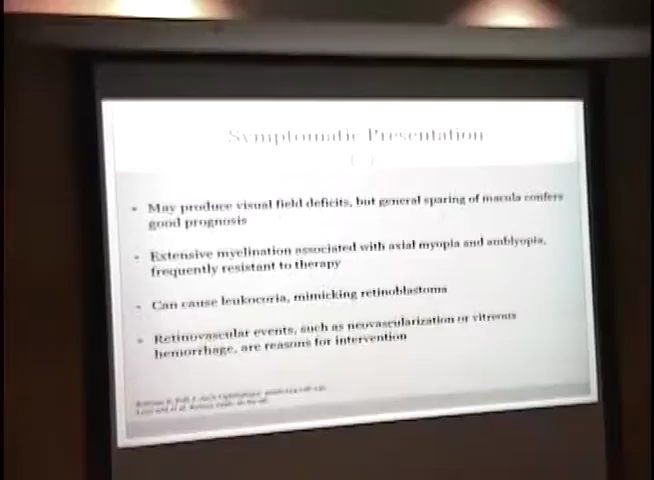 Symptomatic Presentation
• May produce visual field deficits, but general sparing of macula confers
good prognosis
• Extensive myelination associated with axial myopia and amblyopia,
frequently resistant to therapy
• Can cause leukocoria, mimicking retinoblastoma
• Retinovascular events, such as neovascularization or vitreous
hemorrhage, are reasons for intervention